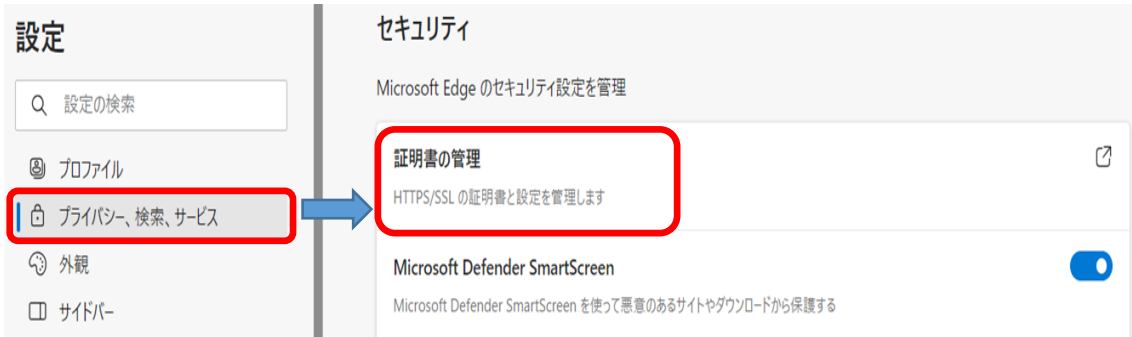 設定
設定の検索
プロファイル
プライバシー、検索、サービス
外観
サイドバー
セキュリティ
Microsoft Edge のセキュリティ設定を管理
証明書の管理
HTTPS/SSL の証明書と設定を管理します
Microsoft Defender SmartScreen
Microsoft Defender SmartScreen を使って悪意のあるサイトやダウンロードから保護する